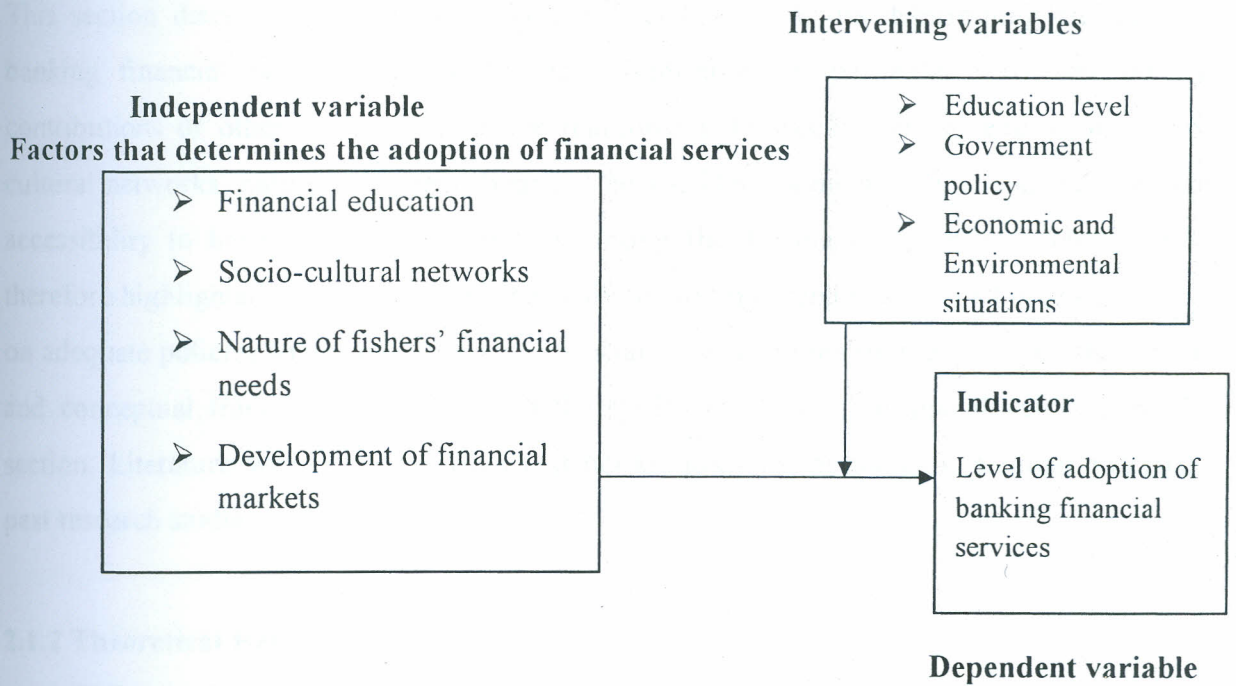 Intervening variables
Independent variable
Factors that determines the adoption of financial services
➢ Financial education
➢ Socio-cultural networks
➢ Nature of fishers' financial
needs
➢ Development of financial
markets
➢ Education level
➢ Government
policy
➢ Economic and
Environmental
situations
Indicator
Level of adoption of
banking financial
services
Dependent variable